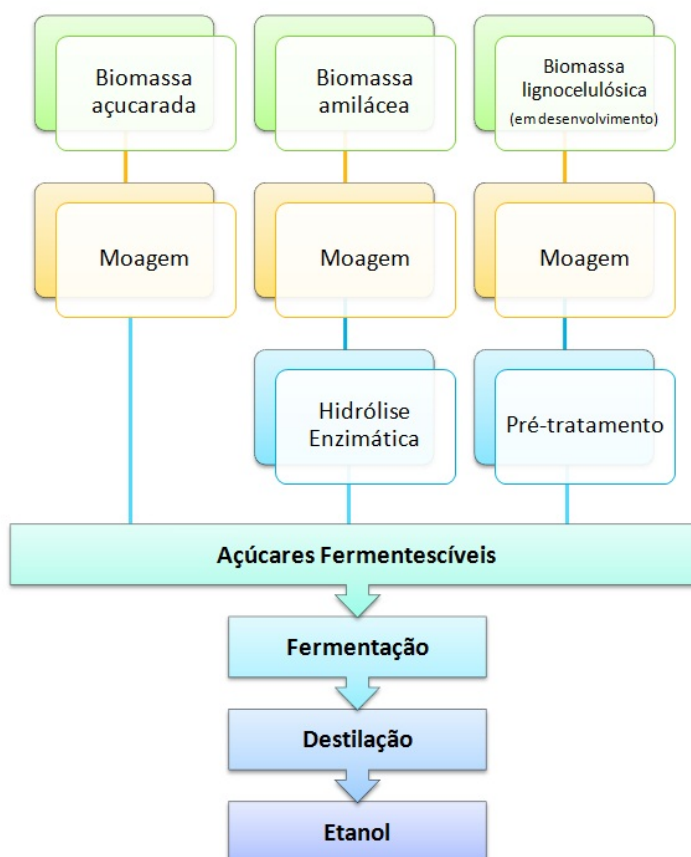 Biomassa
açucarada
Biomassa
amilácea
Biomassa
lignocelulósica
(em desenvolvimento)
Moagem
Moagem
Moagem
Hidrólise
Enzimática
Pré-tratamento
Açúcares Fermentescíveis
Fermentação
Destilação
Etanol